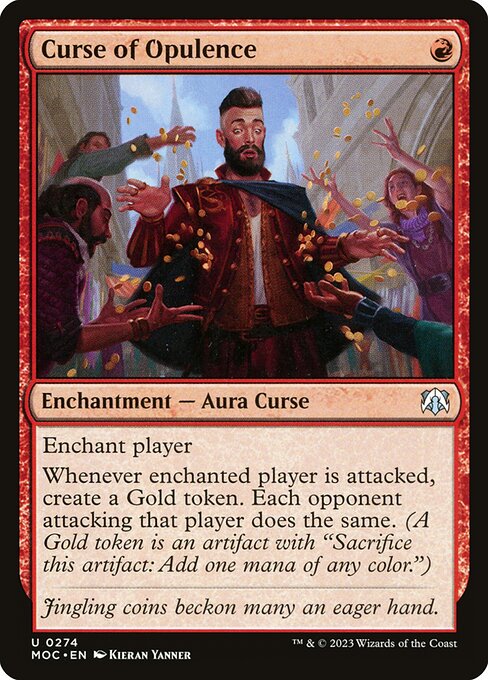 Curse of Opulence
Enchantment — Aura Curse
Enchant player
Whenever enchanted player is attacked,
create a Gold token. Each opponent
attacking that player does the same. (A
Gold token is an artifact with “Sacrifice
this artifact: Add one mana of any color.”)
Jingling coins beckon many an eager hand.
U 0274
MOC • EN Kieran Yanner
™ & © 2023 Wizards of the Coast